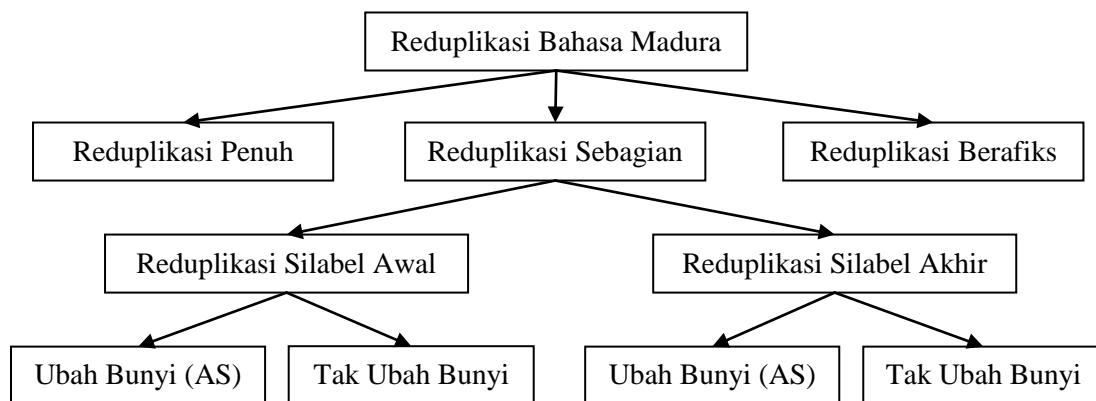 Reduplikasi Bahasa Madura
Reduplikasi Penuh
Reduplikasi Sebagian
Reduplikasi Berafiks
Reduplikasi Silabel Awal
Reduplikasi Silabel Akhir
Ubah Bunyi (AS)
Tak Ubah Bunyi
Ubah Bunyi (AS)
Tak Ubah Bunyi